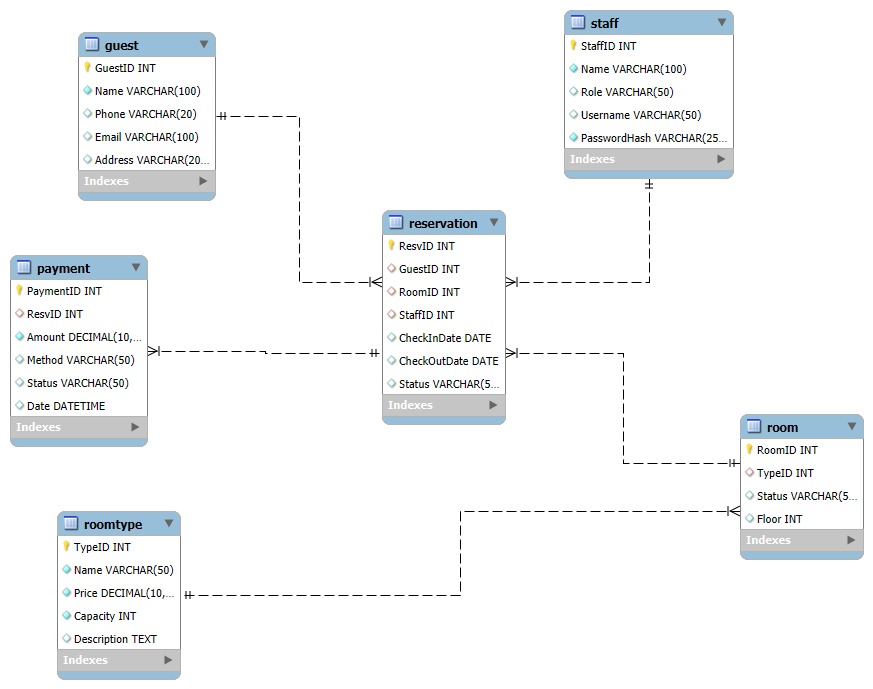 guest
GuestID INT
Name VARCHAR(100)
Phone VARCHAR(20)
Email VARCHAR(100)
Address VARCHAR(20...
Indexes
staff
StaffID INT
Name VARCHAR(100)
Role VARCHAR(50)
Username VARCHAR(50)
PasswordHash VARCHAR(25...
Indexes
reservation
ResvID INT
GuestID INT
RoomID INT
StaffID INT
CheckInDate DATE
CheckOutDate DATE
Status VARCHAR(5...
Indexes
payment
PaymentID INT
ResvID INT
Amount DECIMAL(10,...
Method VARCHAR(50)
Status VARCHAR(50)
Date DATETIME
Indexes
room
RoomID INT
TypeID INT
Status VARCHAR(5...
Floor INT
Indexes
roomtype
TypeID INT
Name VARCHAR(50)
Price DECIMAL(10,...
Capacity INT
Description TEXT
Indexes